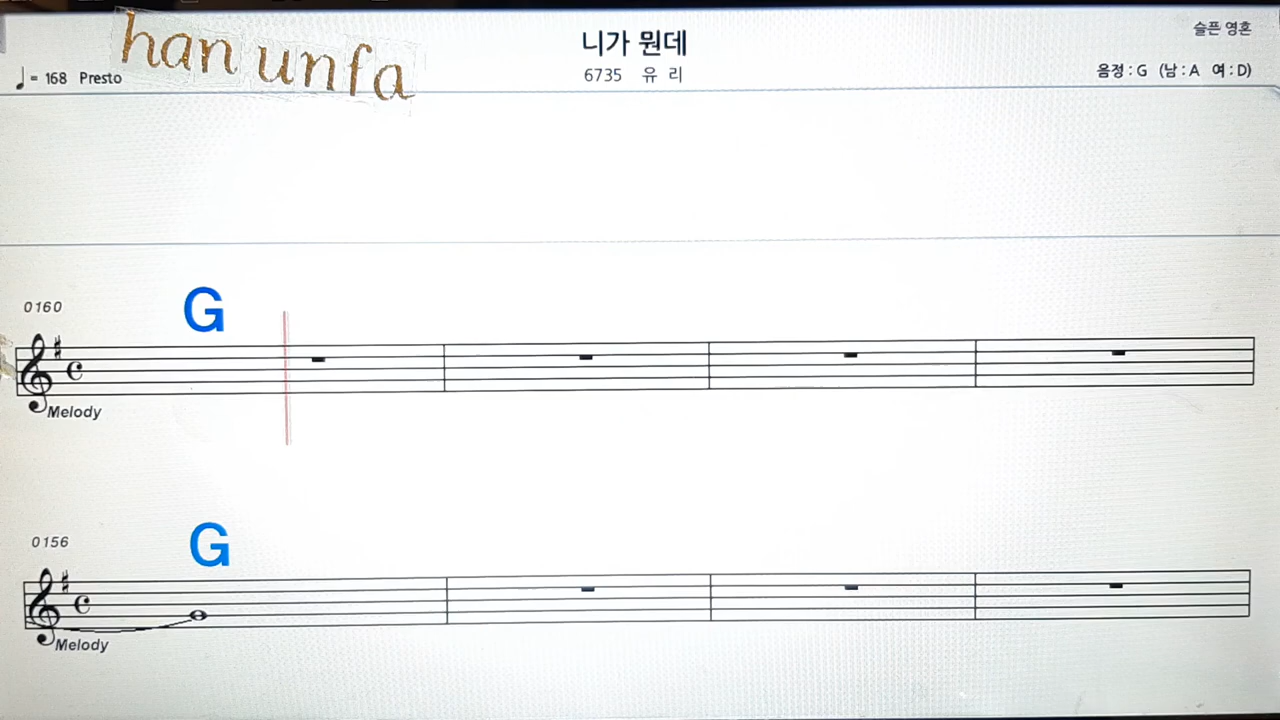 han unfa
니가 뭔데
슬픈 영혼
♩= 168 Presto
6735 유 리
음정 : G (남 : A 여 : D)
0160
G
Melody
0156
G
Melody